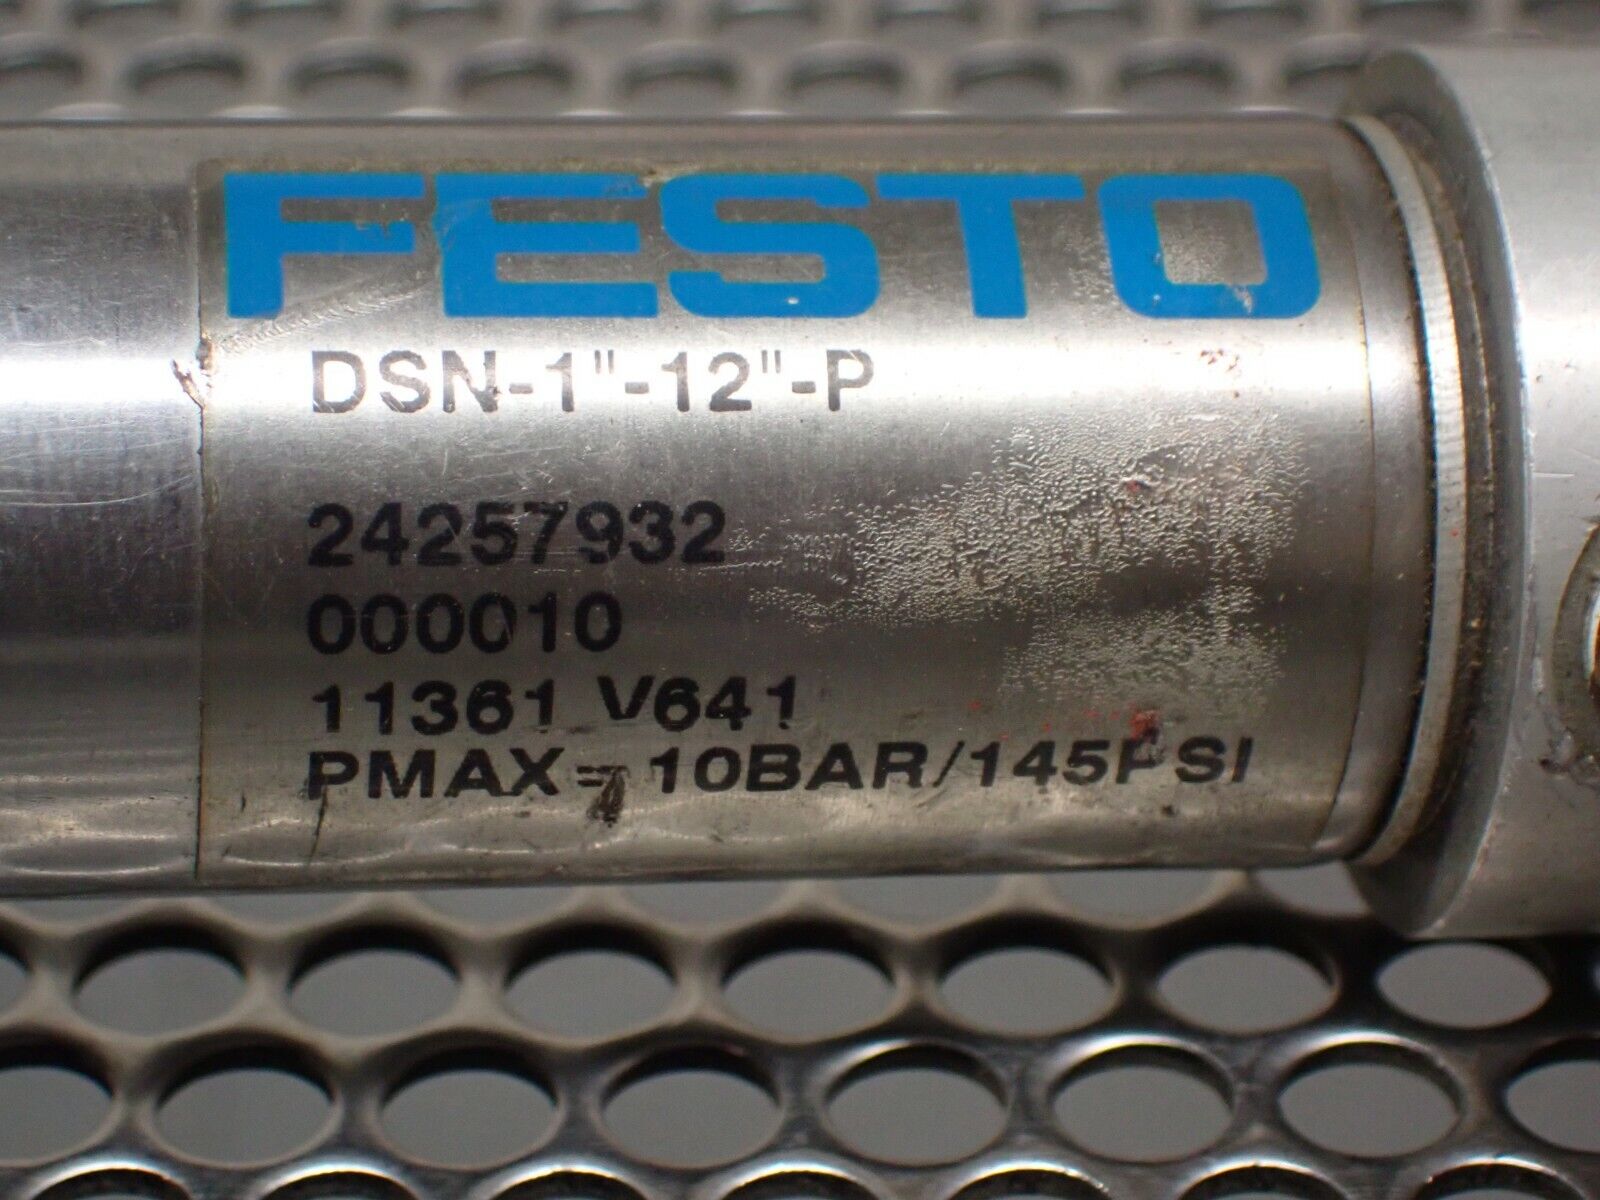 FESTO
DSN-1"-12"-P
24257932
000010
11361 V641
PMAX= 10BAR/145PSI